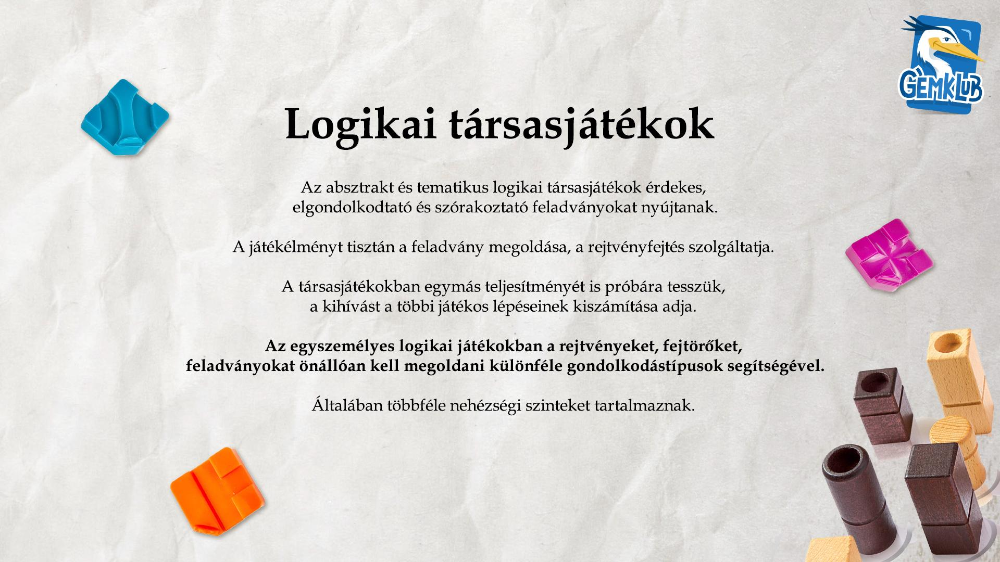 GÉMKLUB
Logikai társasjátékok
Az absztrakt és tematikus logikai társasjátékok érdekes,
elgondolkodtató és szórakoztató feladványokat nyújtanak.
A játékélményt tisztán a feladvány megoldása, a rejtvényfejtés szolgáltatja.
A társasjátékokban egymás teljesítményét is próbára tesszük,
a kihívást a többi játékos lépéseinek kiszámítása adja.
Az egyszemélyes logikai játékokban a rejtvényeket, fejtörőket,
feladványokat önállóan kell megoldani különféle gondolkodástípusok segítségével.
Általában többféle nehézségi szinteket tartalmaznak.